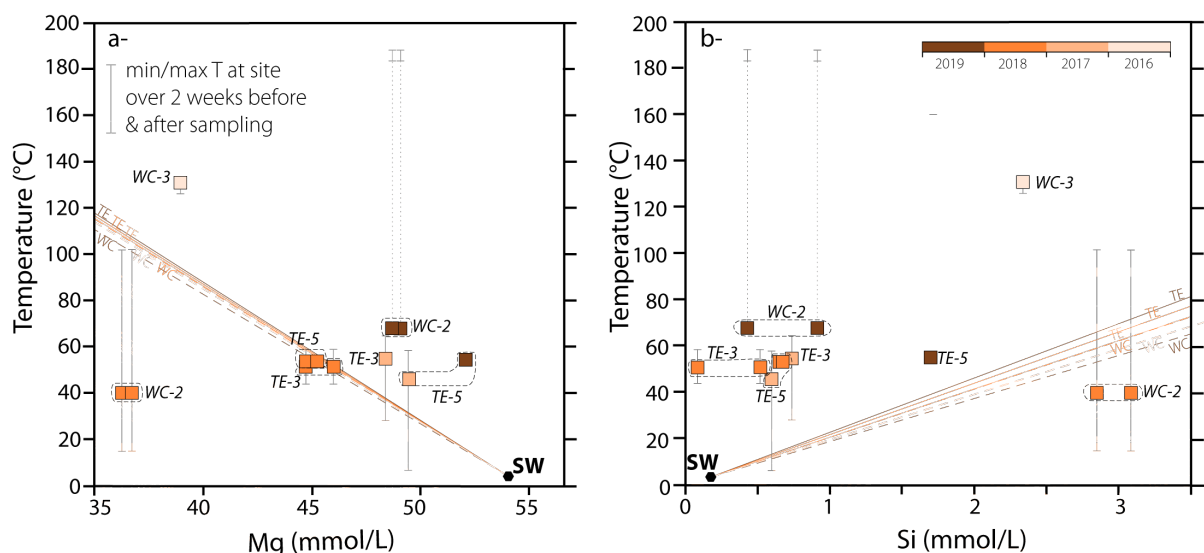 a-
min/max T at site
over 2 weeks before
& after sampling
Temperature (°C)
200
180
160
140
120
100
80
60
40
20
0
WC-3
TE
TE
TE
WC
WC
WC
WC-2
TE-5
TE-3
TE-3
WC-2
TE-5
SW
35
40
45
50
55
Mg (mmol/L)
b-
2019
2018
2017
2016
Temperature (°C)
200
180
160
140
120
100
80
60
40
20
0
WC-3
WC-2
TE-3
TE-3
TE-5
TE-5
TE
TE
TE
WC
WC
WC
WC-2
SW
0
1
2
3
Si (mmol/L)